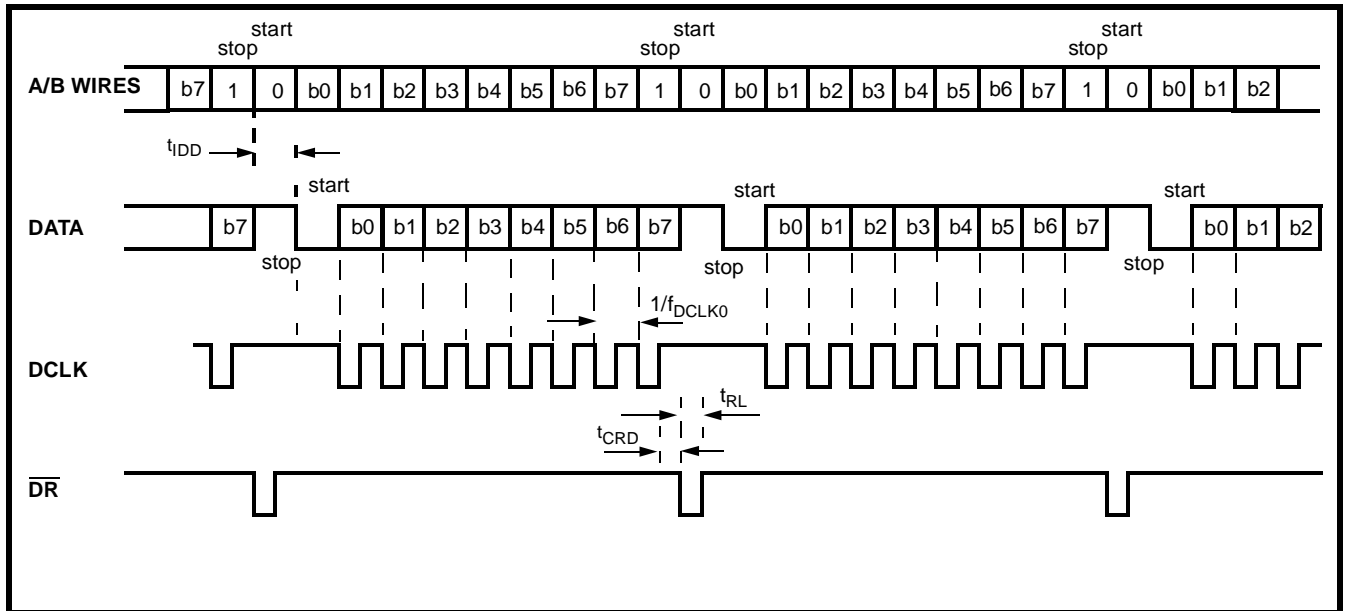 start start start
stop stop stop
A/B WIRES b7 1 0 b0 b1 b2 b3 b4 b5 b6 b7 1 0 b0 b1 b2 b3 b4 b5 b6 b7 1 0 b0 b1 b2
tIDD
start start start
DATA b7 b0 b1 b2 b3 b4 b5 b6 b7 b0 b1 b2 b3 b4 b5 b6 b7 b0 b1 b2
stop stop stop
1/fDCLK0
DCLK
tRL
tCRD
DR